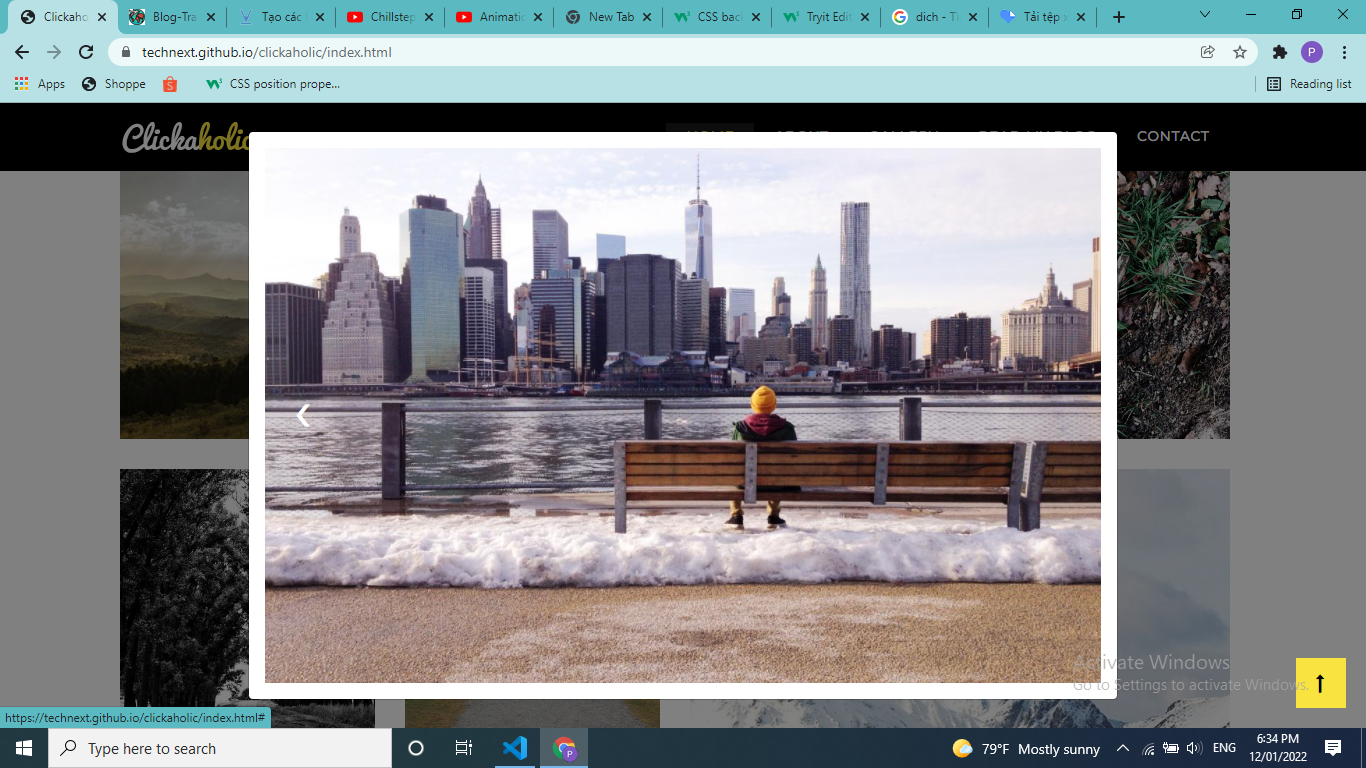 Clickaho
Blog-Tra
Tạo các
Chillstep
Animatic
New Tab
CSS bac
Tryit Edit
dich - T
Tải tệp
technext.github.io/clickaholic/index.html
P
Apps
Shoppe
CSS position prope...
Reading list
Clickaholic
CONTACT
Activate Windows
Go to Settings to activate Windows.
https://technext.github.io/clickaholic/index.html#
Type here to search
79°F Mostly sunny
ENG
6:34 PM
12/01/2022